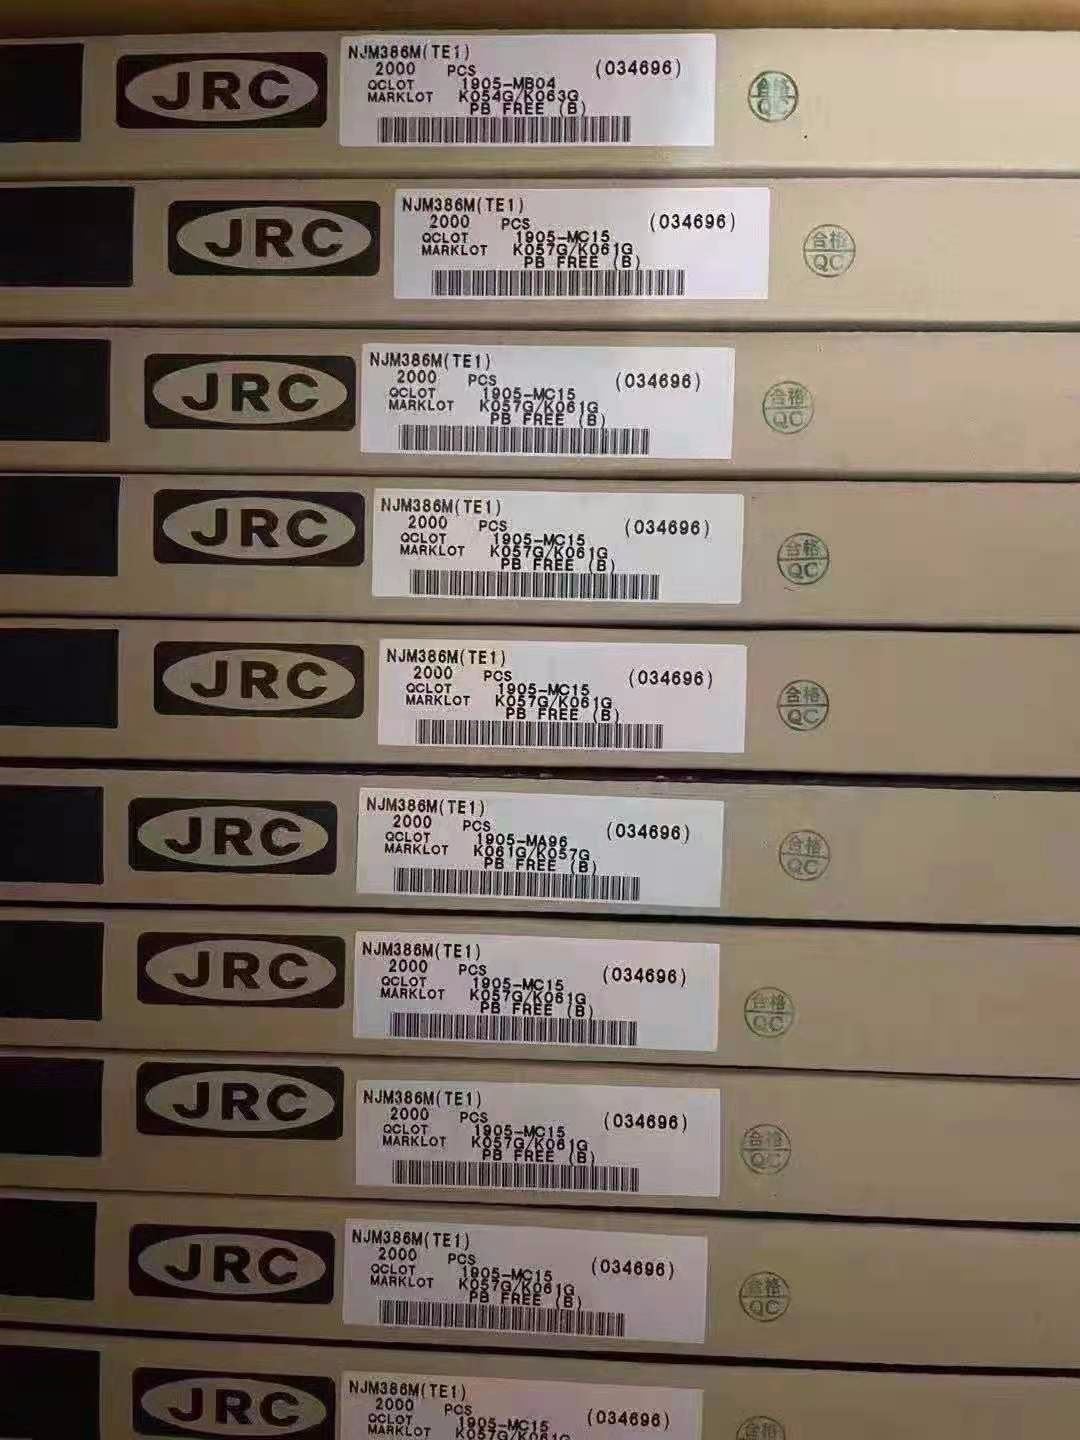 JRC
NJM386M(TE1)
2000 PCS (034696)
QCLOT 1905-MB04
MARKLOT K054G/K063G
PB FREE (B)
合格
QC
JRC
NJM386M(TE1)
2000 PCS (034696)
QCLOT 1905-MC15
MARKLOT K057G/K061G
PB FREE (B)
合格
QC
JRC
NJM386M(TE1)
2000 PCS (034696)
QCLOT 1905-MC15
MARKLOT K057G/K061G
PB FREE (B)
合格
QC
JRC
NJM386M(TE1)
2000 PCS (034696)
QCLOT 1905-MC15
MARKLOT K057G/K061G
PB FREE (B)
合格
QC
JRC
NJM386M(TE1)
2000 PCS (034696)
QCLOT 1905-MC15
MARKLOT K057G/K061G
PB FREE (B)
合格
QC
JRC
NJM386M(TE1)
2000 PCS (034696)
QCLOT 1905-MA96
MARKLOT K061G/K057G
PB FREE (B)
合格
QC
JRC
NJM386M(TE1)
2000 PCS (034696)
QCLOT 1905-MC15
MARKLOT K057G/K061G
PB FREE (B)
合格
QC
JRC
NJM386M(TE1)
2000 PCS (034696)
QCLOT 1905-MC15
MARKLOT K057G/K061G
PB FREE (B)
合格
QC
JRC
NJM386M(TE1)
2000 PCS (034696)
QCLOT 1905-MC15
MARKLOT K057G/K061G
PB FREE (B)
合格
QC
JRC
NJM386M(TE1)
2000 PCS (034696)
QCLOT 1905-MC15
MARKLOT K057G/K061G
合格